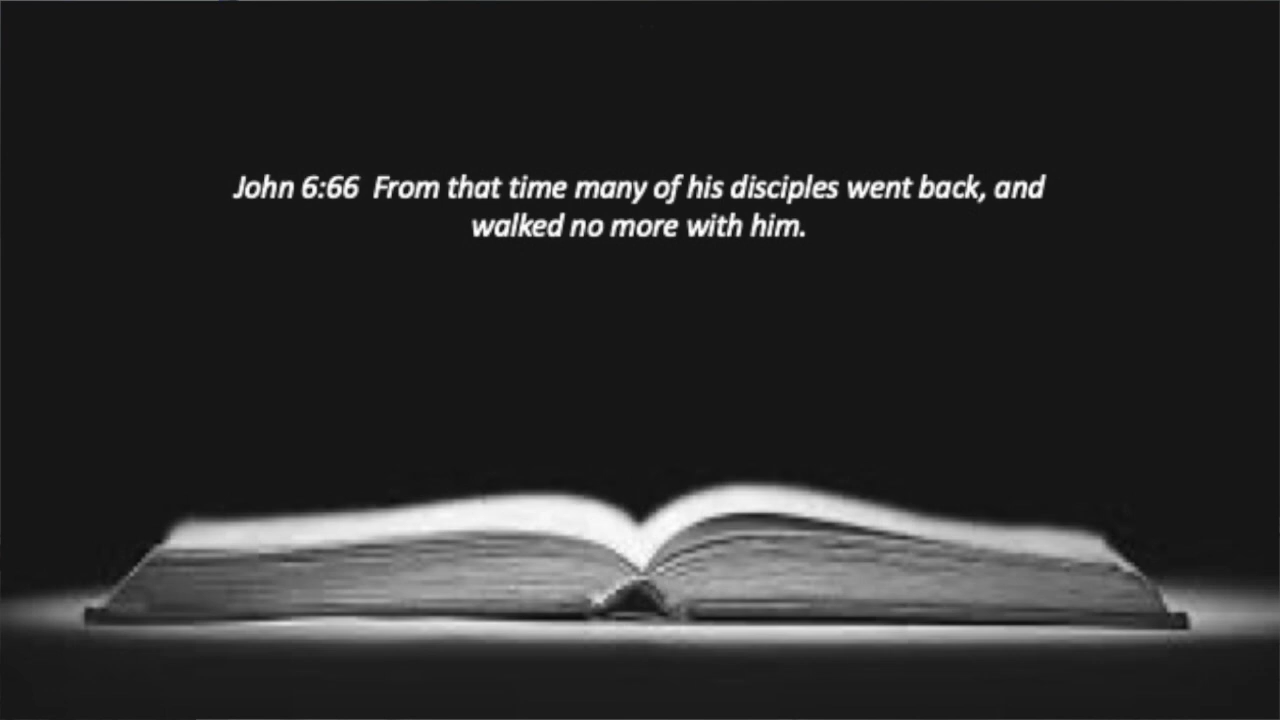 John 6:66  From that time many of his disciples went back, and
walked no more with him.